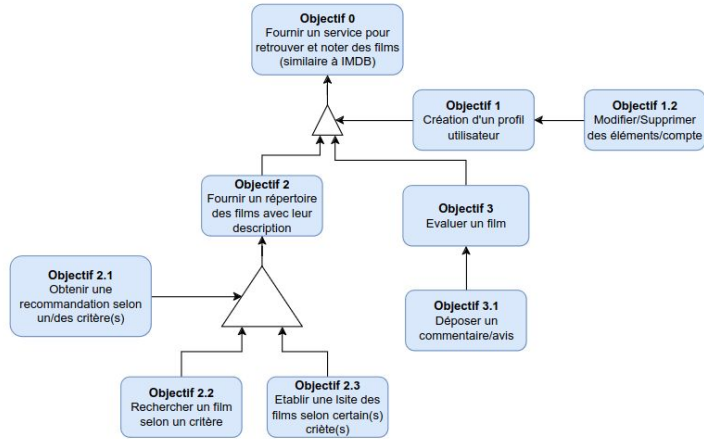 Objectif 0
Fournir un service pour
retrouver et noter des films
(similaire à IMDB)
Objectif 1
Création d'un profil
utilisateur
Objectif 1.2
Modifier/Supprimer
des éléments/compte
Objectif 2
Fournir un répertoire
des films avec leur
description
Objectif 3
Evaluer un film
Objectif 2.1
Obtenir une
recommandation selon
un/des critère(s)
Objectif 3.1
Déposer un
commentaire/avis
Objectif 2.2
Rechercher un film
selon un critère
Objectif 2.3
Etablir une lsite des
films selon certain(s)
criète(s)